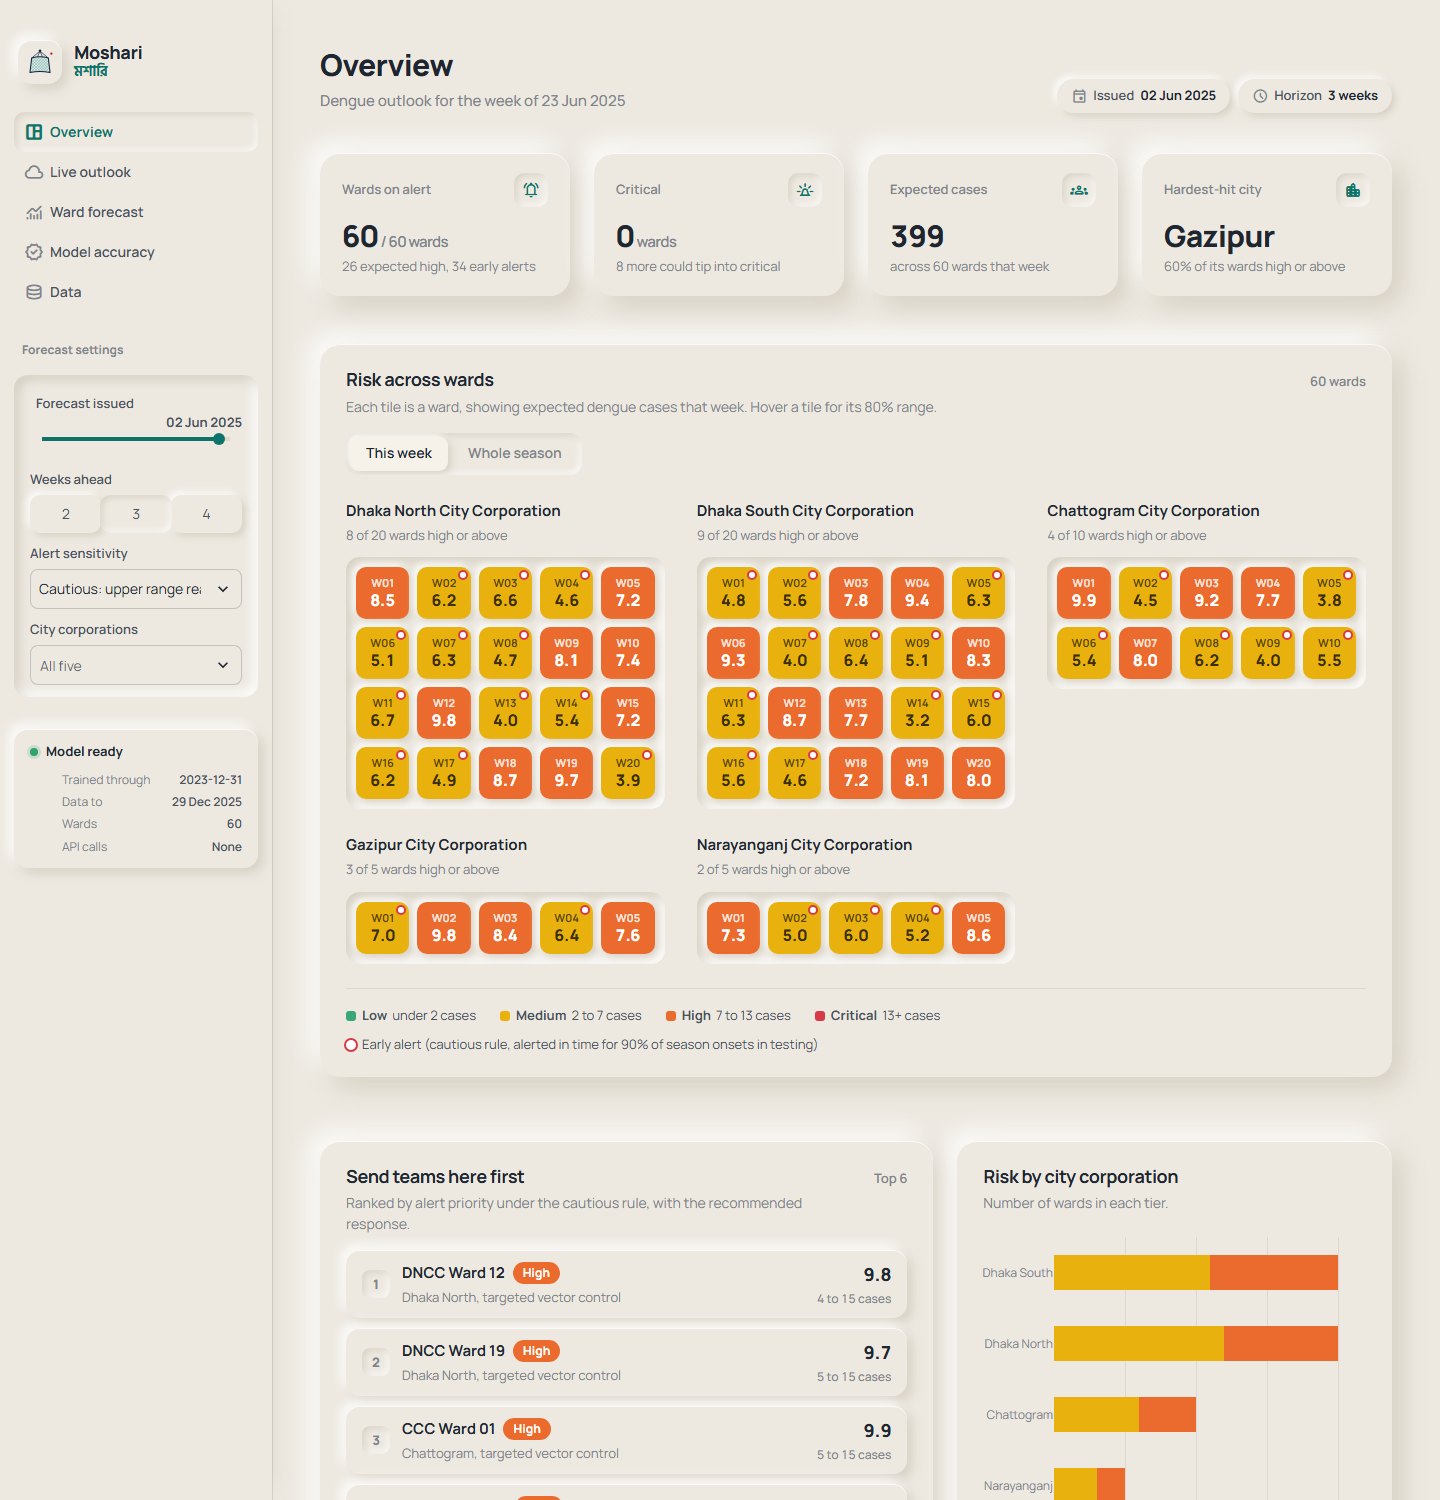 Moshari
মশারি
Overview
Live outlook
Ward forecast
Model accuracy
Data
Forecast settings
Forecast issued
02 Jun 2025
Weeks ahead
2 3 4
Alert sensitivity
Cautious: upper range
City corporations
All five
Model ready
Trained through 2023-12-31
Data to 29 Dec 2025
Wards 60
API calls None
Overview
Dengue outlook for the week of 23 Jun 2025
Issued 02 Jun 2025
Horizon 3 weeks
Wards on alert
60 / 60 wards
26 expected high, 34 early alerts
Critical
0 wards
8 more could tip into critical
Expected cases
399
across 60 wards that week
Hardest-hit city
Gazipur
60% of its wards high or above
Risk across wards
60 wards
Each tile is a ward, showing expected dengue cases that week. Hover a tile for its 80% range.
This week Whole season
Dhaka North City Corporation
8 of 20 wards high or above
W01 W02 W03 W04 W05
8.5 6.2 6.6 4.6 7.2
W06 W07 W08 W09 W10
5.1 6.3 4.7 8.1 7.4
W11 W12 W13 W14 W15
6.7 9.8 4.0 5.4 7.2
W16 W17 W18 W19 W20
6.2 4.9 8.7 9.7 3.9
Dhaka South City Corporation
9 of 20 wards high or above
W01 W02 W03 W04 W05
4.8 5.6 7.8 9.4 6.3
W06 W07 W08 W09 W10
9.3 4.0 6.4 5.1 8.3
W11 W12 W13 W14 W15
6.3 8.7 7.7 3.2 6.0
W16 W17 W18 W19 W20
5.6 4.6 7.2 8.1 8.0
Chattogram City Corporation
4 of 10 wards high or above
W01 W02 W03 W04 W05
9.9 4.5 9.2 7.7 3.8
W06 W07 W08 W09 W10
5.4 8.0 6.2 4.0 5.5
Gazipur City Corporation
3 of 5 wards high or above
W01 W02 W03 W04 W05
7.0 9.8 8.4 6.4 7.6
Narayanganj City Corporation
2 of 5 wards high or above
W01 W02 W03 W04 W05
7.3 5.0 6.0 5.2 8.6
Low under 2 cases Medium 2 to 7 cases High 7 to 13 cases Critical 13+ cases
Early alert (cautious rule, alerted in time for 90% of season onsets in testing)
Send teams here first
Top 6
Ranked by alert priority under the cautious rule, with the recommended
response.
1 DNCC Ward 12 High 9.8
Dhaka North, targeted vector control 4 to 15 cases
2 DNCC Ward 19 High 9.7
Dhaka North, targeted vector control 5 to 15 cases
3 CCC Ward 01 High 9.9
Chattogram, targeted vector control 5 to 15 cases
Risk by city corporation
Number of wards in each tier.
Dhaka South
Dhaka North
Chattogram
Narayanganj